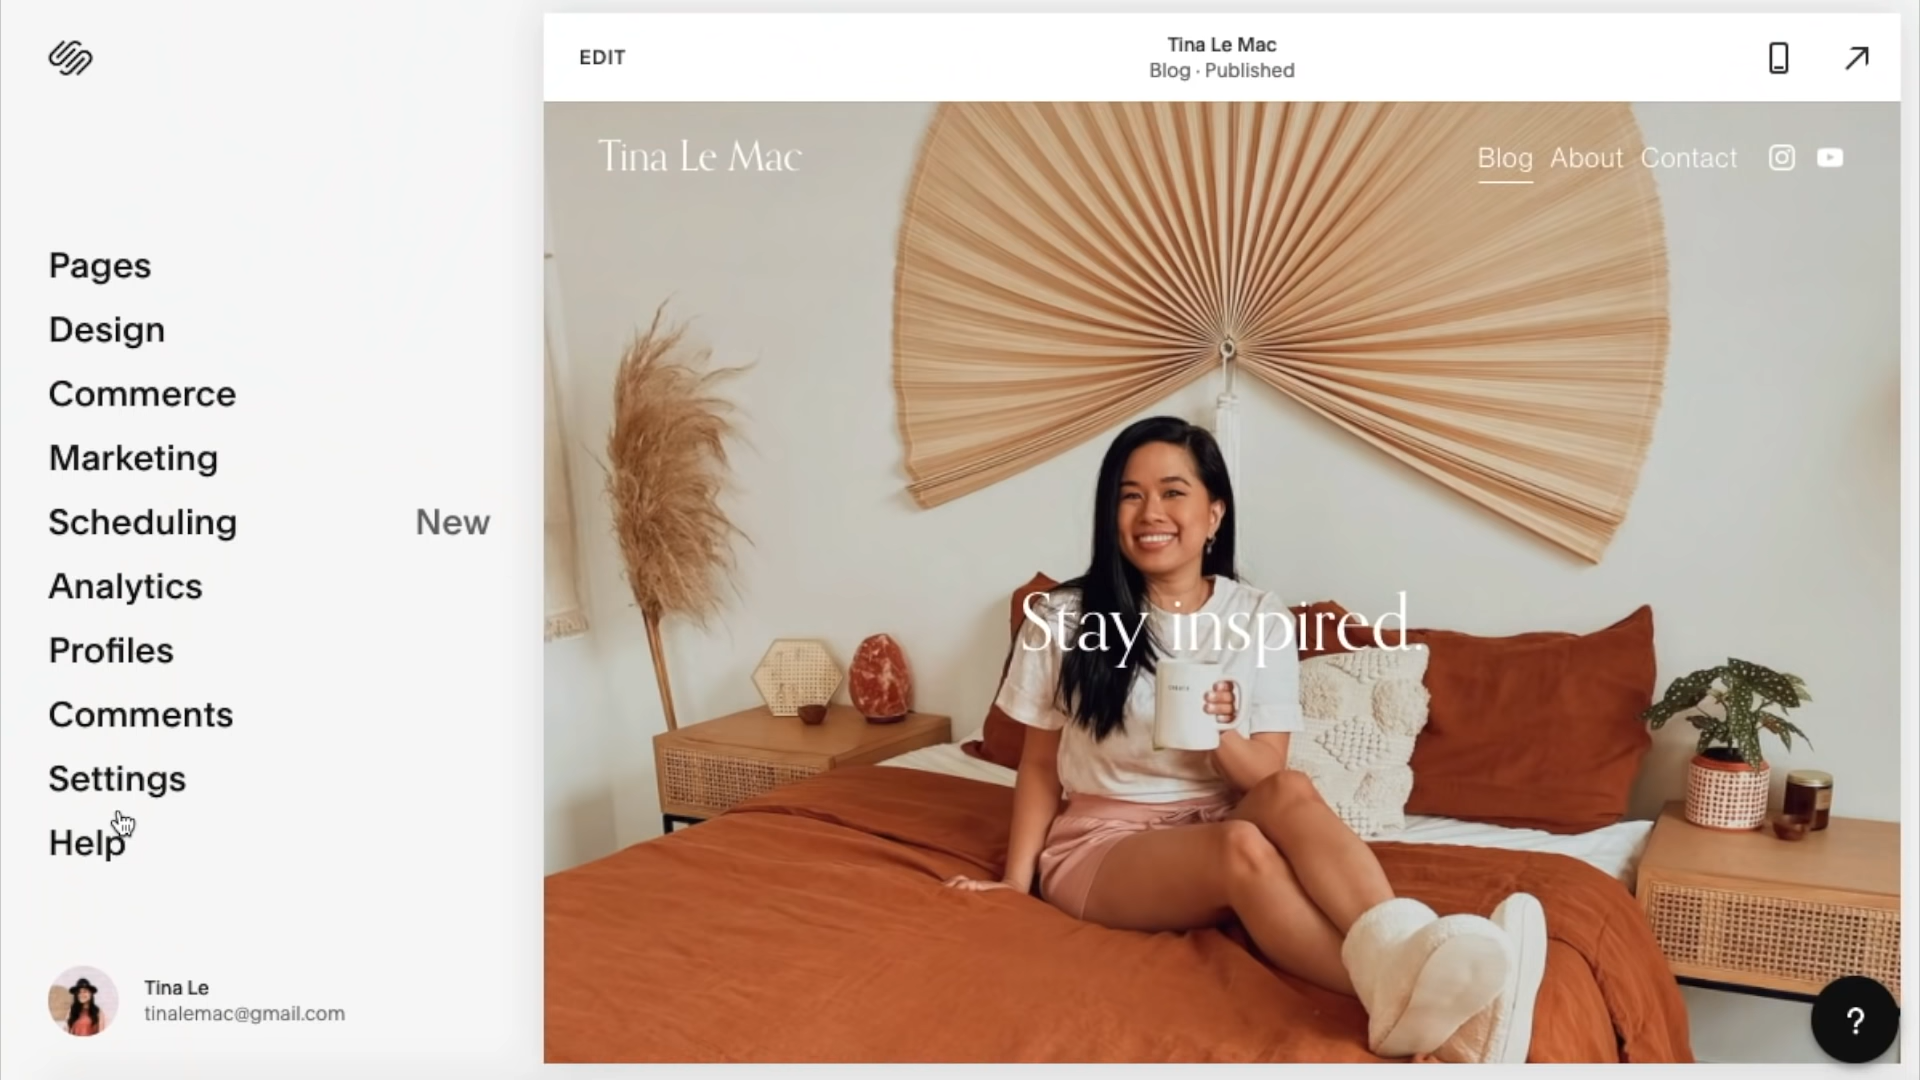 EDIT
Tina Le Mac
Blog · Published
Tina Le Mac
Blog About Contact
Pages
Design
Commerce
Marketing
Scheduling New
Analytics
Profiles
Comments
Settings
Help
Stay inspired.
Tina Le
tinalemac@gmail.com
?